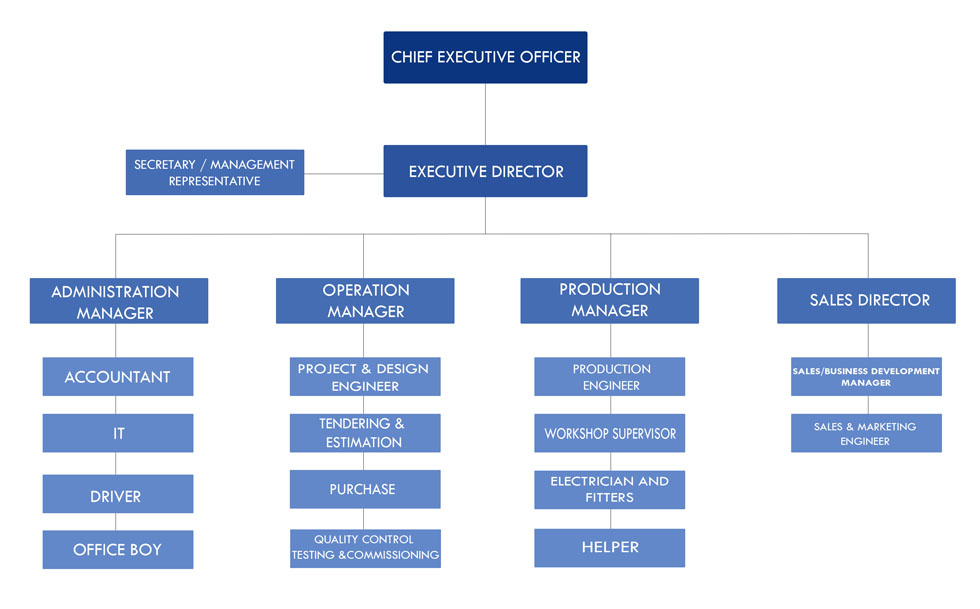 CHIEF EXECUTIVE OFFICER
SECRETARY / MANAGEMENT
REPRESENTATIVE
EXECUTIVE DIRECTOR
ADMINISTRATION
MANAGER
OPERATION
MANAGER
PRODUCTION
MANAGER
SALES DIRECTOR
ACCOUNTANT
IT
DRIVER
OFFICE BOY
PROJECT & DESIGN
ENGINEER
TENDERING &
ESTIMATION
PURCHASE
QUALITY CONTROL
TESTING &COMMISSIONING
PRODUCTION
ENGINEER
WORKSHOP SUPERVISOR
ELECTRICIAN AND
FITTERS
HELPER
SALES/BUSINESS DEVELOPMENT
MANAGER
SALES & MARKETING
ENGINEER